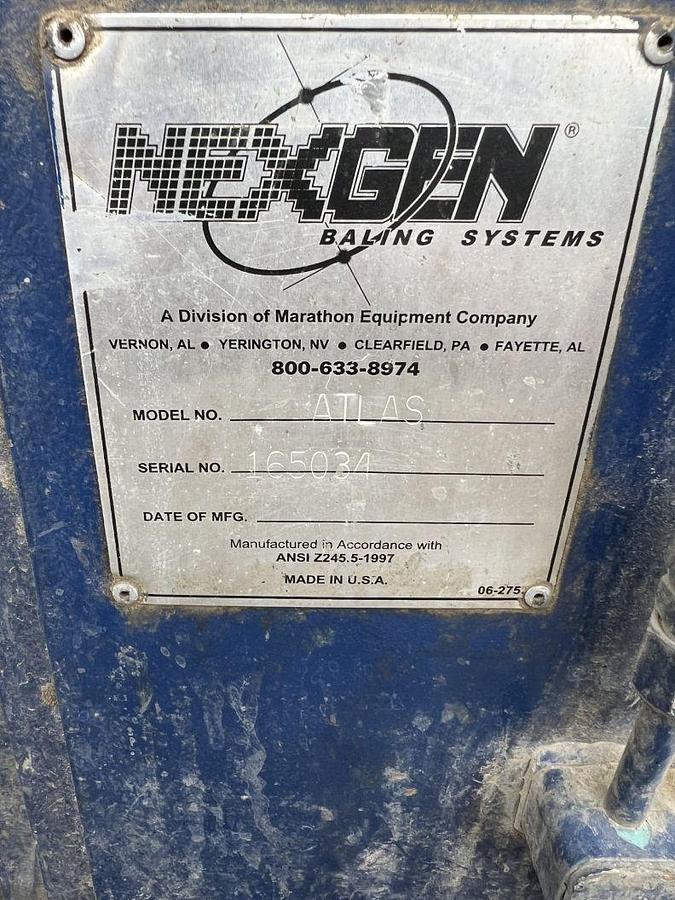 NEXGEN®
BALING SYSTEMS
A Division of Marathon Equipment Company
VERNON, AL ● YERINGTON, NV ● CLEARFIELD, PA ● FAYETTE, AL
800-633-8974
MODEL NO. ATLAS
SERIAL NO. 165034
DATE OF MFG.
Manufactured in Accordance with
ANSI Z245.5-1997
MADE IN U.S.A.
06-275